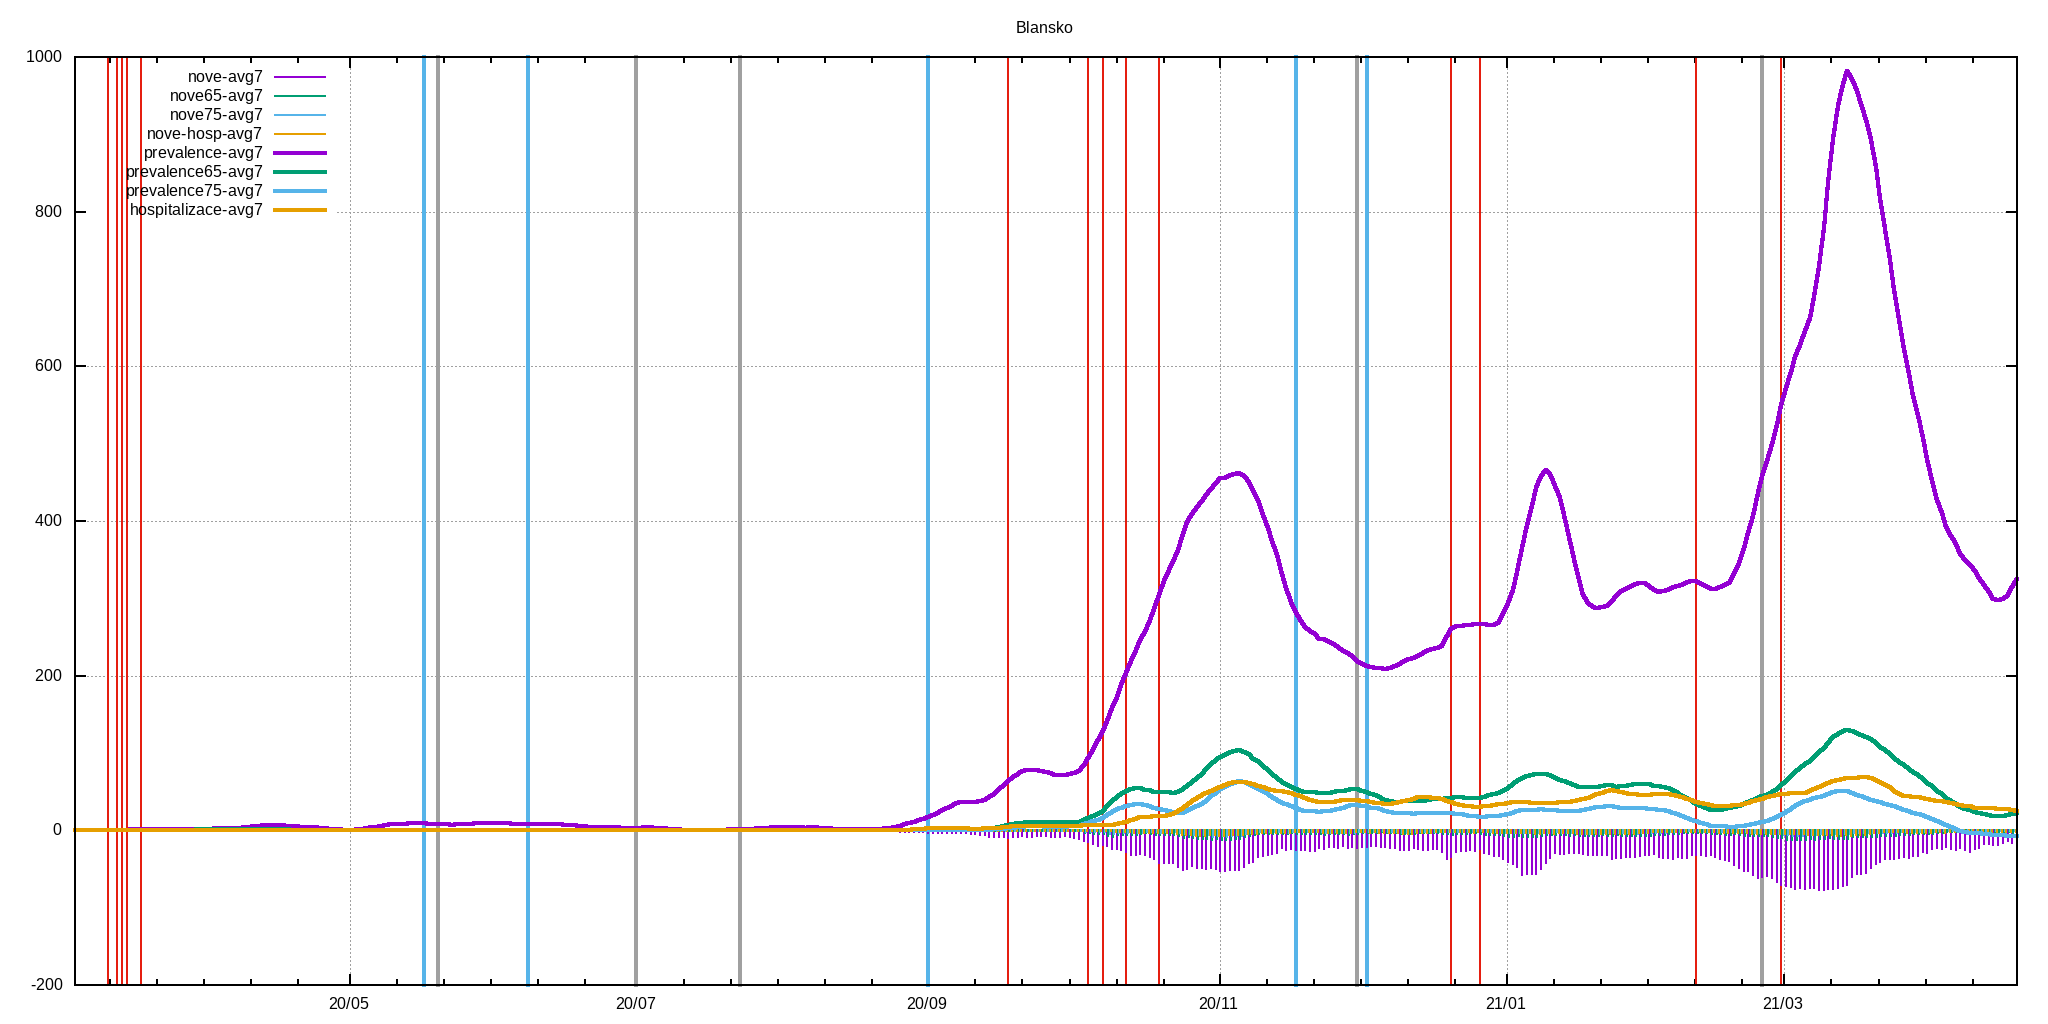 Blansko
1000
800
600
400
200
0
-200
nove-avg7
nove65-avg7
nove75-avg7
nove-hosp-avg7
prevalence-avg7
prevalence65-avg7
prevalence75-avg7
hospitalizace-avg7
20/05 20/07 20/09 20/11 21/01 21/03